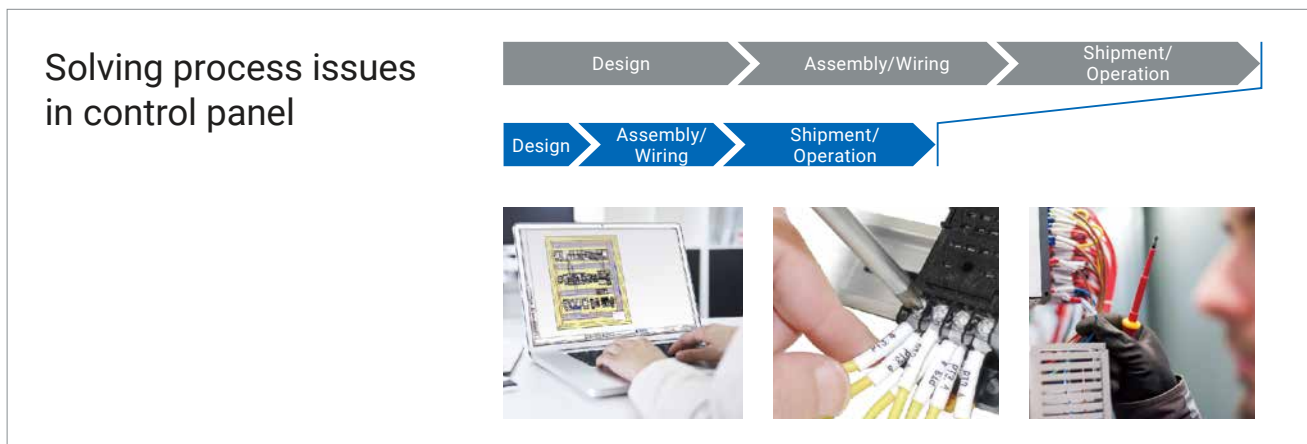 Solving process issues
in control panel
Design
Assembly/Wiring
Shipment/
Operation
Design
Assembly/
Wiring
Shipment/
Operation